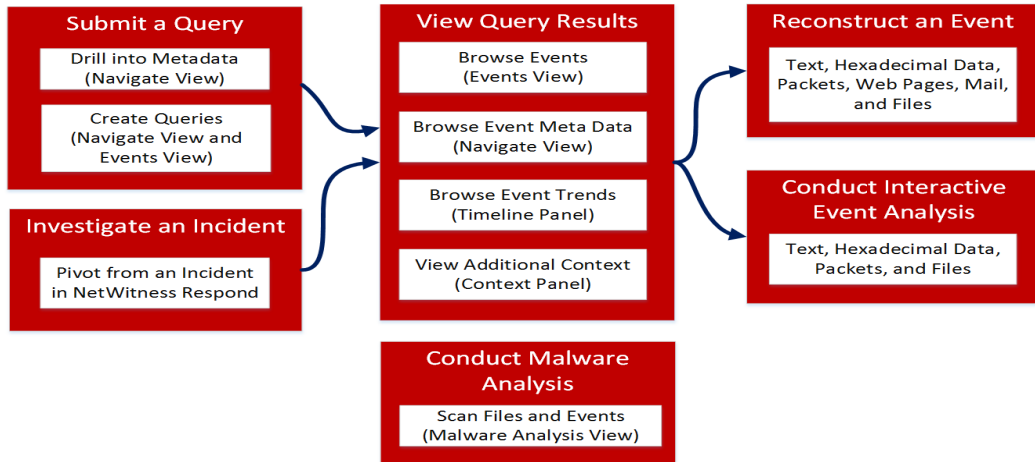 Submit a Query
Drill into Metadata
(Navigate View)
Create Queries
(Navigate View and
Events View)
Investigate an Incident
Pivot from an Incident
in NetWitness Respond
View Query Results
Browse Events
(Events View)
Browse Event Meta Data
(Navigate View)
Browse Event Trends
(Timeline Panel)
View Additional Context
(Context Panel)
Conduct Malware
Analysis
Scan Files and Events
(Malware Analysis View)
Reconstruct an Event
Text, Hexadecimal Data,
Packets, Web Pages, Mail,
and Files
Conduct Interactive
Event Analysis
Text, Hexadecimal Data,
Packets, and Files